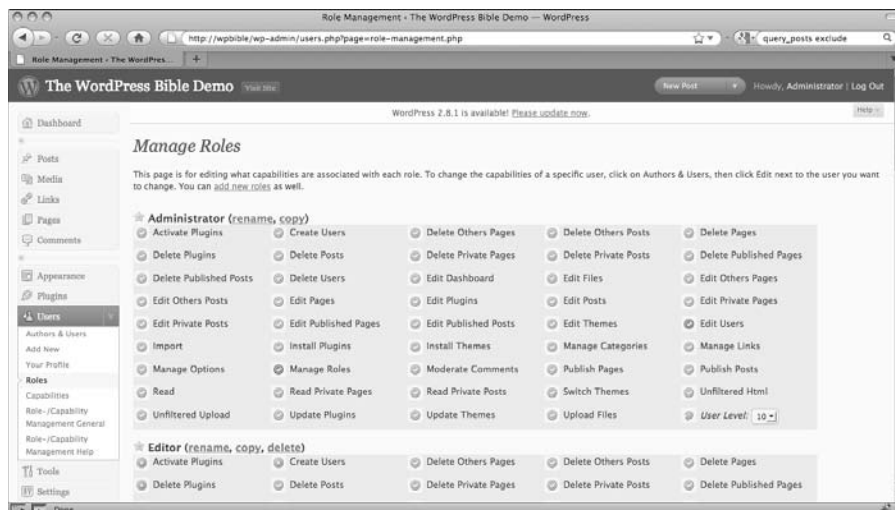 Role Management ‹ The WordPress Bible Demo — WordPress
http://wpbible/wp-admin/users.php?page=role-management.php
query_posts exclude
Role Management ‹ The WordPres...
The WordPress Bible Demo Visit Site
New Post
Howdy, Administrator | Log Out
WordPress 2.8.1 is available! Please update now.
Help
Dashboard
Posts
Media
Links
Pages
Comments
Appearance
Plugins
Users
Authors & Users
Add New
Your Profile
Roles
Capabilities
Role-/Capability
Management General
Role-/Capability
Management Help
Tools
Settings
Manage Roles
This page is for editing what capabilities are associated with each role. To change the capabilities of a specific user, click on Authors & Users, then click Edit next to the user you want
to change. You can add new roles as well.
Administrator (rename, copy)
Activate Plugins Create Users Delete Others Pages Delete Others Posts Delete Pages
Delete Plugins Delete Posts Delete Private Pages Delete Private Posts Delete Published Pages
Delete Published Posts Delete Users Edit Dashboard Edit Files Edit Others Pages
Edit Others Posts Edit Pages Edit Plugins Edit Posts Edit Private Pages
Edit Private Posts Edit Published Pages Edit Published Posts Edit Themes Edit Users
Import Install Plugins Install Themes Manage Categories Manage Links
Manage Options Manage Roles Moderate Comments Publish Pages Publish Posts
Read Read Private Pages Read Private Posts Switch Themes Unfiltered Html
Unfiltered Upload Update Plugins Update Themes Upload Files User Level: 10
Editor (rename, copy, delete)
Activate Plugins Create Users Delete Others Pages Delete Others Posts Delete Pages
Delete Plugins Delete Posts Delete Private Pages Delete Private Posts Delete Published Pages